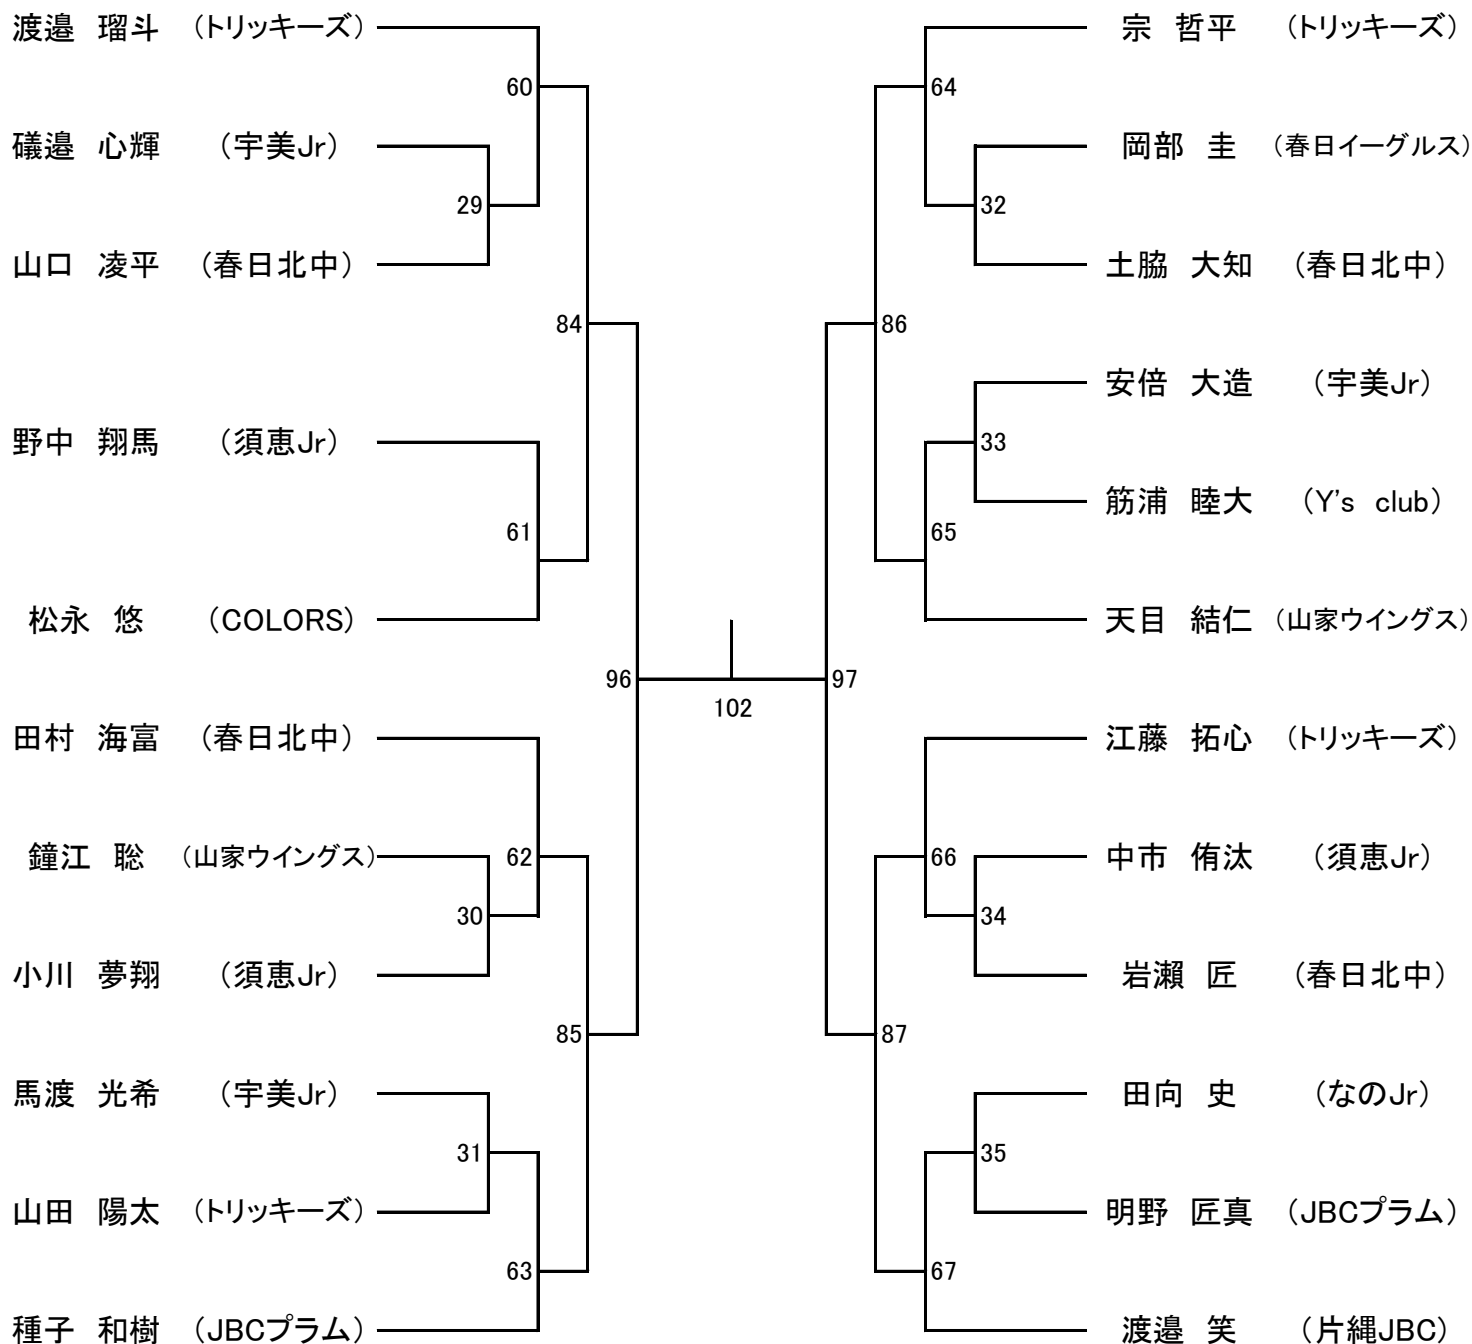 渡邉 瑠斗 （トリッキーズ）
60
礒邉 心輝 （宇美Jr）
29
山口 凌平 （春日北中）
84
野中 翔馬 （須恵Jr）
61
松永 悠 （COLORS）
96
田村 海富 （春日北中）
62
鐘江 聡 （山家ウイングス）
30
小川 夢翔 （須恵Jr）
85
馬渡 光希 （宇美Jr）
31
山田 陽太 （トリッキーズ）
63
種子 和樹 （JBCプラム）
102
宗 哲平 （トリッキーズ）
64
岡部 圭 （春日イーグルス）
32
土脇 大知 （春日北中）
86
安倍 大造 （宇美Jr）
33
筋浦 睦大 （Y's club）
65
天目 結仁 （山家ウイングス）
97
江藤 拓心 （トリッキーズ）
66
中市 侑汰 （須恵Jr）
34
岩瀨 匠 （春日北中）
87
田向 史 （なのJr）
35
明野 匠真 （JBCプラム）
67
渡邉 笑 （片縄JBC）